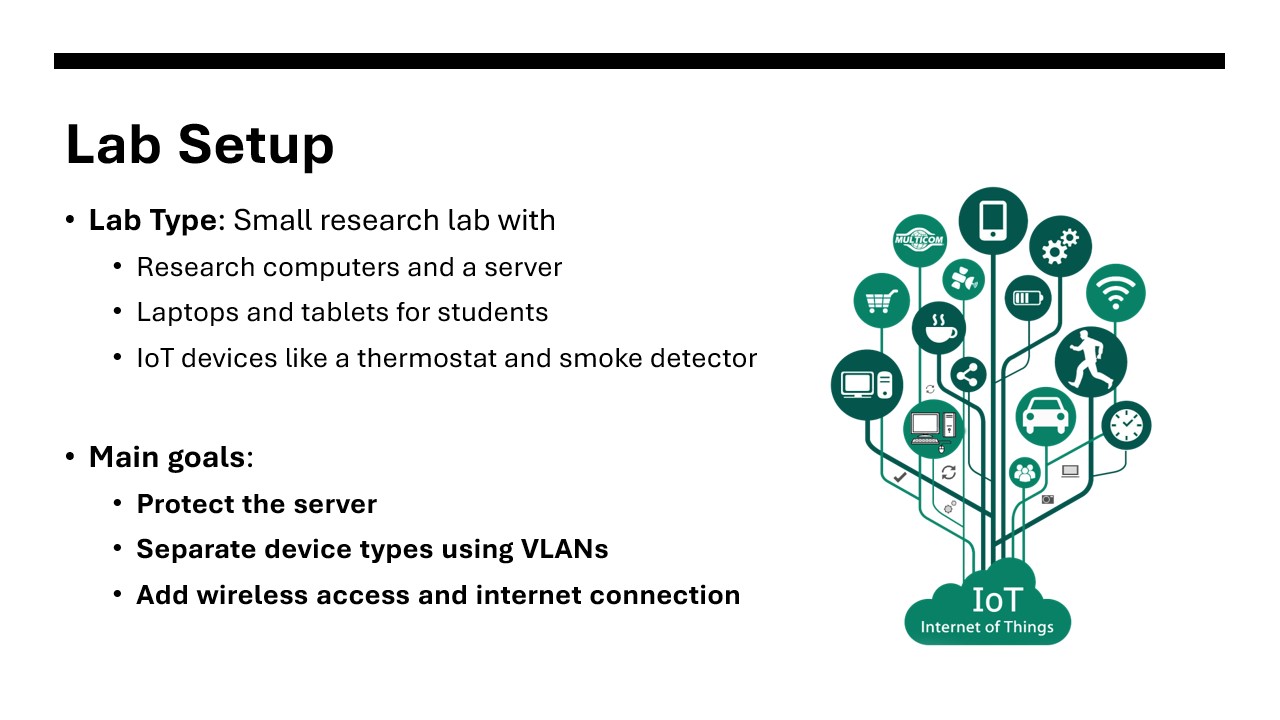 Lab Setup
• Lab Type: Small research lab with
• Research computers and a server
• Laptops and tablets for students
• IoT devices like a thermostat and smoke detector
• Main goals:
• Protect the server
• Separate device types using VLANs
• Add wireless access and internet connection
MULTICOM
IoT
Internet of Things